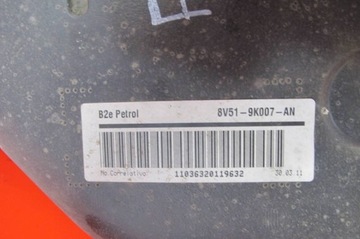 B2e Petrol 8V51-9K007-AN
No.Correlativo 11036320119632 30.03.11